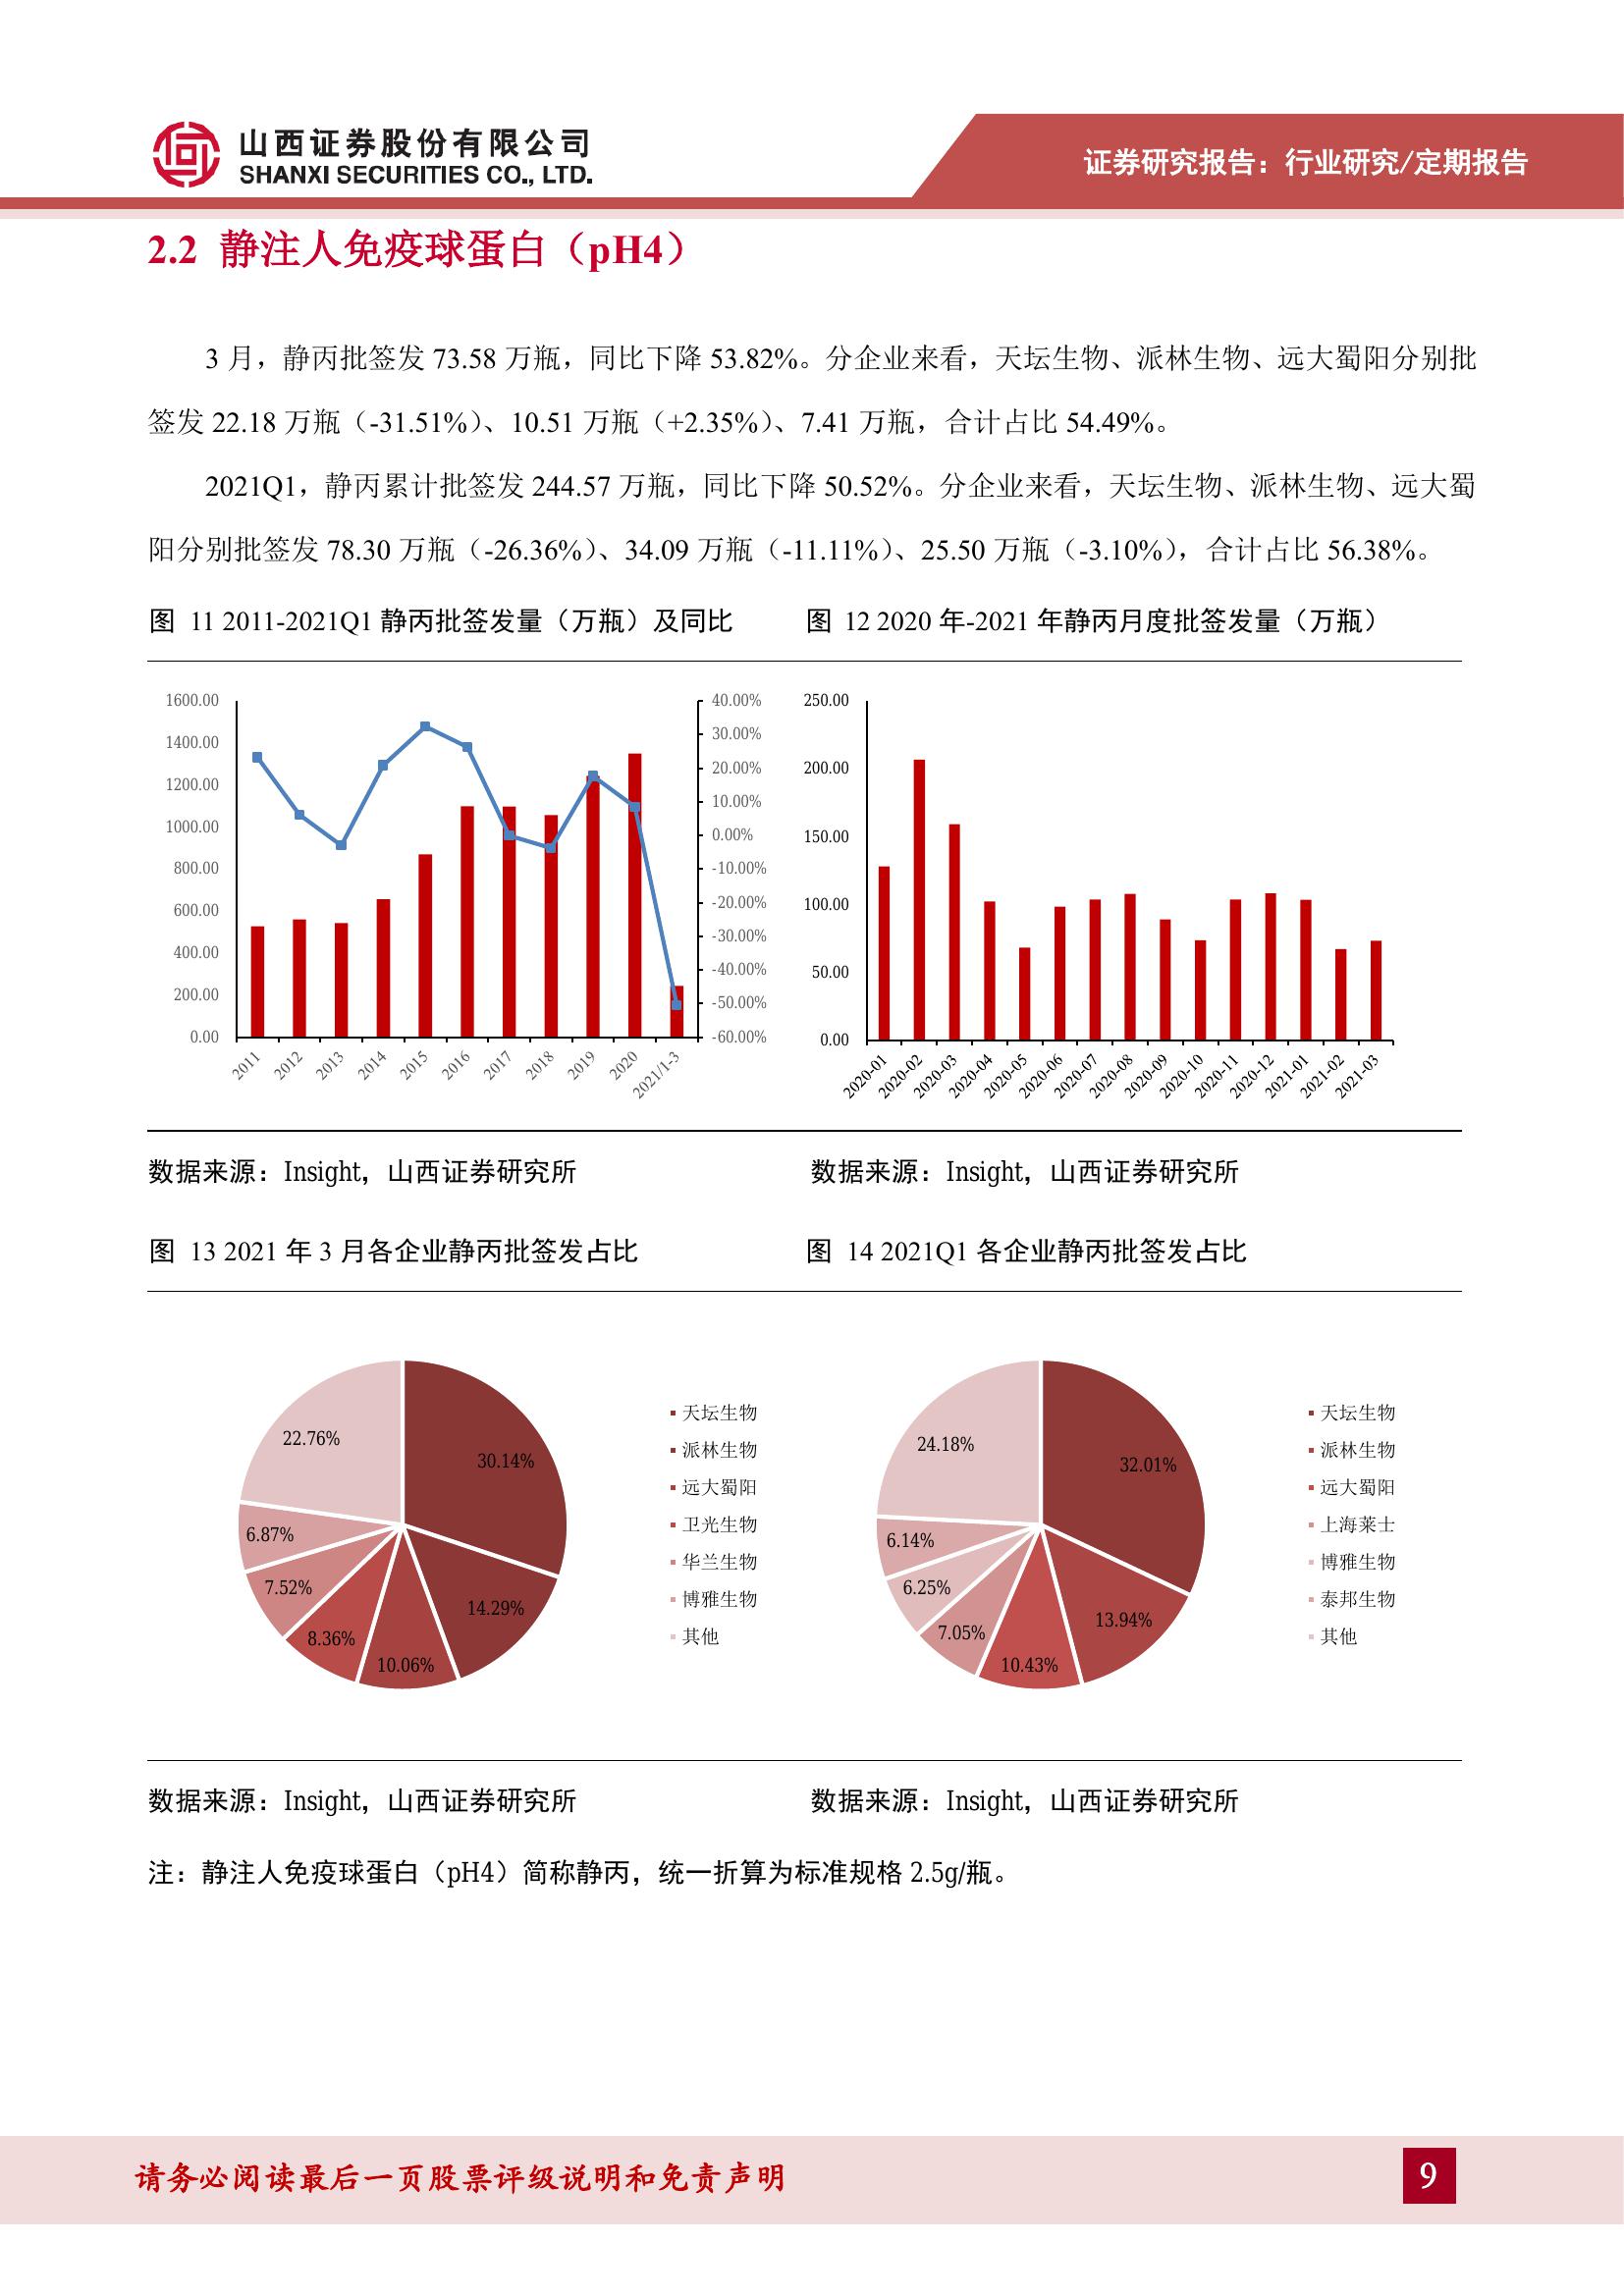 山西证券股份有限公司
SHANXI SECURITIES CO., LTD.
证券研究报告：行业研究/定期报告
2.2 静注人免疫球蛋白（pH4）
3 月，静丙批签发 73.58 万瓶，同比下降 53.82%。分企业来看，天坛生物、派林生物、远大蜀阳分别批
签发 22.18 万瓶（-31.51%）、10.51 万瓶（+2.35%）、7.41 万瓶，合计占比 54.49%。
2021Q1，静丙累计批签发 244.57 万瓶，同比下降 50.52%。分企业来看，天坛生物、派林生物、远大蜀
阳分别批签发 78.30 万瓶（-26.36%）、34.09 万瓶（-11.11%）、25.50 万瓶（-3.10%），合计占比 56.38%。
图 11 2011-2021Q1 静丙批签发量（万瓶）及同比
1600.00
1400.00
1200.00
1000.00
800.00
600.00
400.00
200.00
0.00
40.00%
30.00%
20.00%
10.00%
0.00%
-10.00%
-20.00%
-30.00%
-40.00%
-50.00%
-60.00%
2011
2012
2013
2014
2015
2016
2017
2018
2019
2020
2021/1-3
图 12 2020 年-2021 年静丙月度批签发量（万瓶）
250.00
200.00
150.00
100.00
50.00
0.00
2020-01
2020-02
2020-03
2020-04
2020-05
2020-06
2020-07
2020-08
2020-09
2020-10
2020-11
2020-12
2021-01
2021-02
2021-03
数据来源：Insight，山西证券研究所
数据来源：Insight，山西证券研究所
图 13 2021 年 3 月各企业静丙批签发占比
30.14%
14.29%
10.06%
8.36%
7.52%
6.87%
22.76%
天坛生物
派林生物
远大蜀阳
卫光生物
华兰生物
博雅生物
其他
图 14 2021Q1 各企业静丙批签发占比
32.01%
13.94%
10.43%
7.05%
6.25%
6.14%
24.18%
天坛生物
派林生物
远大蜀阳
上海莱士
博雅生物
泰邦生物
其他
数据来源：Insight，山西证券研究所
数据来源：Insight，山西证券研究所
注：静注人免疫球蛋白（pH4）简称静丙，统一折算为标准规格 2.5g/瓶。
请务必阅读最后一页股票评级说明和免责声明
9